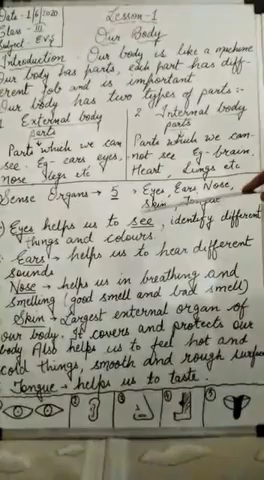 Date - 1/6/2020
Class - III
Subject - EVS
Lesson-1
Our Body
Introduction - Our body is like a machine
Our body has parts, each part has diff-
erent job and is important
Our body has two types of parts:-
1 External body
parts
Parts which we can
see. Eg- ears, eyes,
nose, legs etc.
2 Internal body
parts
Parts which we can-
not see Eg- brain,
Heart, lungs etc
Sense Organs → 5 → Eyes Ears, Nose,
Skin, Tongue
Eyes helps us to see, identify different
things and colours.
Ears → helps us to hear different
sounds
Nose → helps us in breathing and
smelling (good smell and bad smell)
Skin → Largest external organ of
our body. It covers and protects our
body Also helps us to feel hot and
cold things, smooth and rough surface
Tongue → helps us to taste.